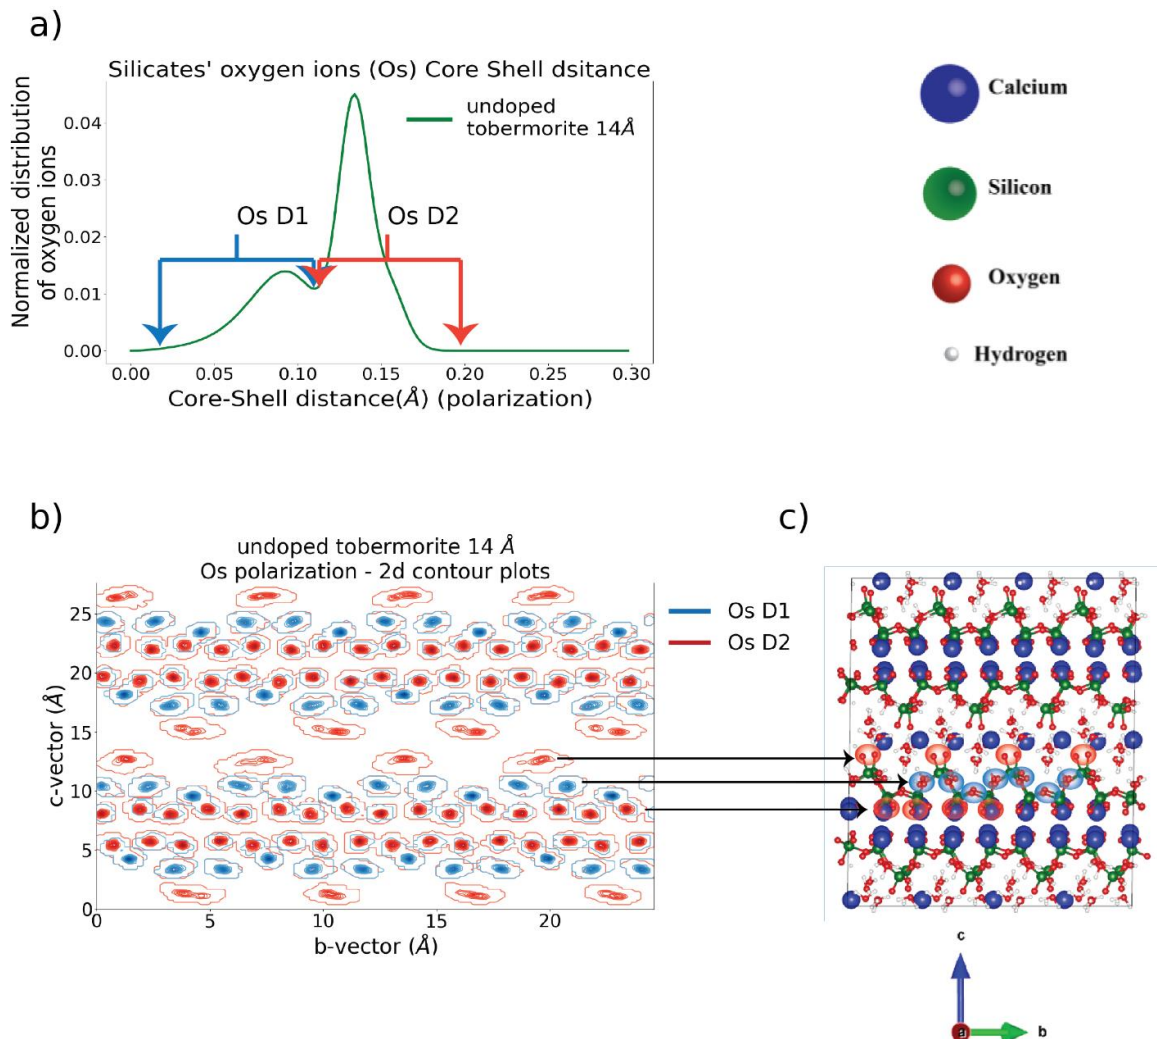 a)
Silicates' oxygen ions (Os) Core Shell dsitance
undoped
tobermorite 14Å
Normalized distribution
of oxygen ions
0.04
0.03
0.02
0.01
0.00
Os D1
Os D2
0.00 0.05 0.10 0.15 0.20 0.25 0.30
Core-Shell distance(Å) (polarization)
Calcium
Silicon
Oxygen
Hydrogen
b)
undoped tobermorite 14 Å
Os polarization - 2d contour plots
c-vector (Å)
25
20
15
10
5
0
0 5 10 15 20
b-vector (Å)
Os D1
Os D2
c)
c
a
b